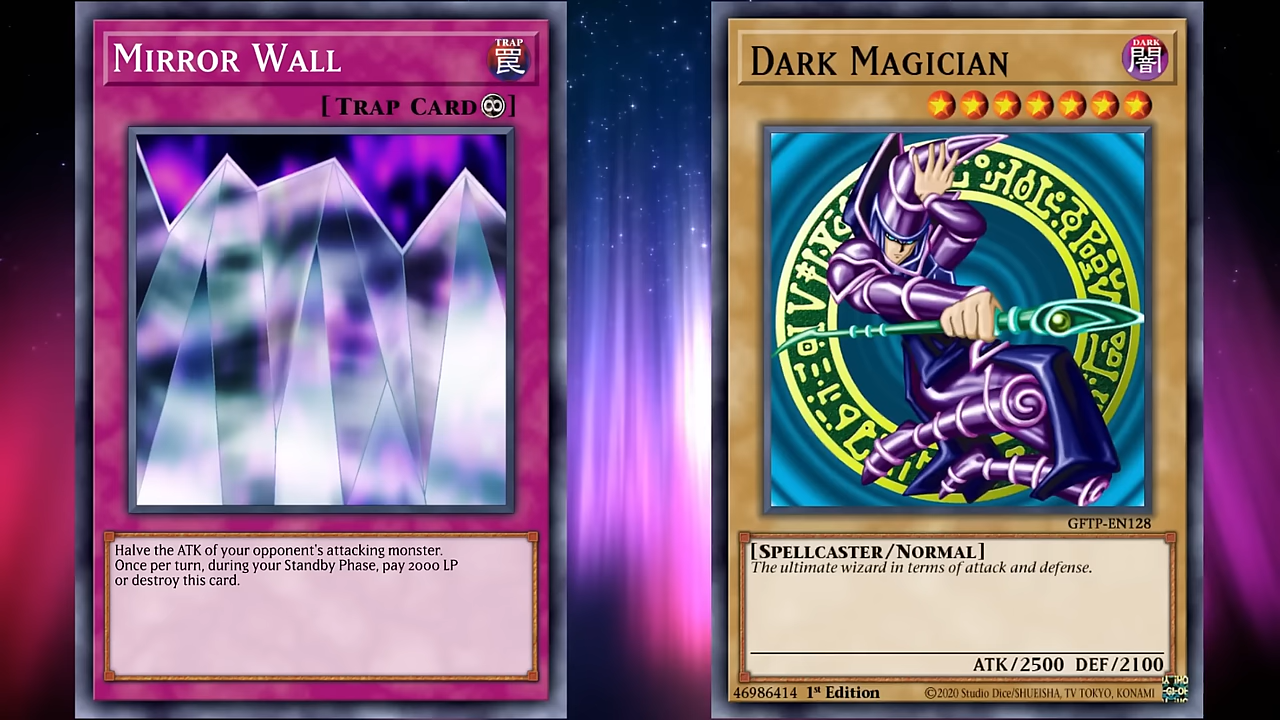 MIRROR WALL
TRAP
罠
[TRAP CARD]
Halve the ATK of your opponent's attacking monster.
Once per turn, during your Standby Phase, pay 2000 LP
or destroy this card.
DARK MAGICIAN
DARK
闇
GFTP-EN128
[SPELLCASTER/NORMAL]
The ultimate wizard in terms of attack and defense.
ATK/2500 DEF/2100
46986414 1st Edition ©2020 Studio Dice/SHUEISHA, TV TOKYO, KONAMI